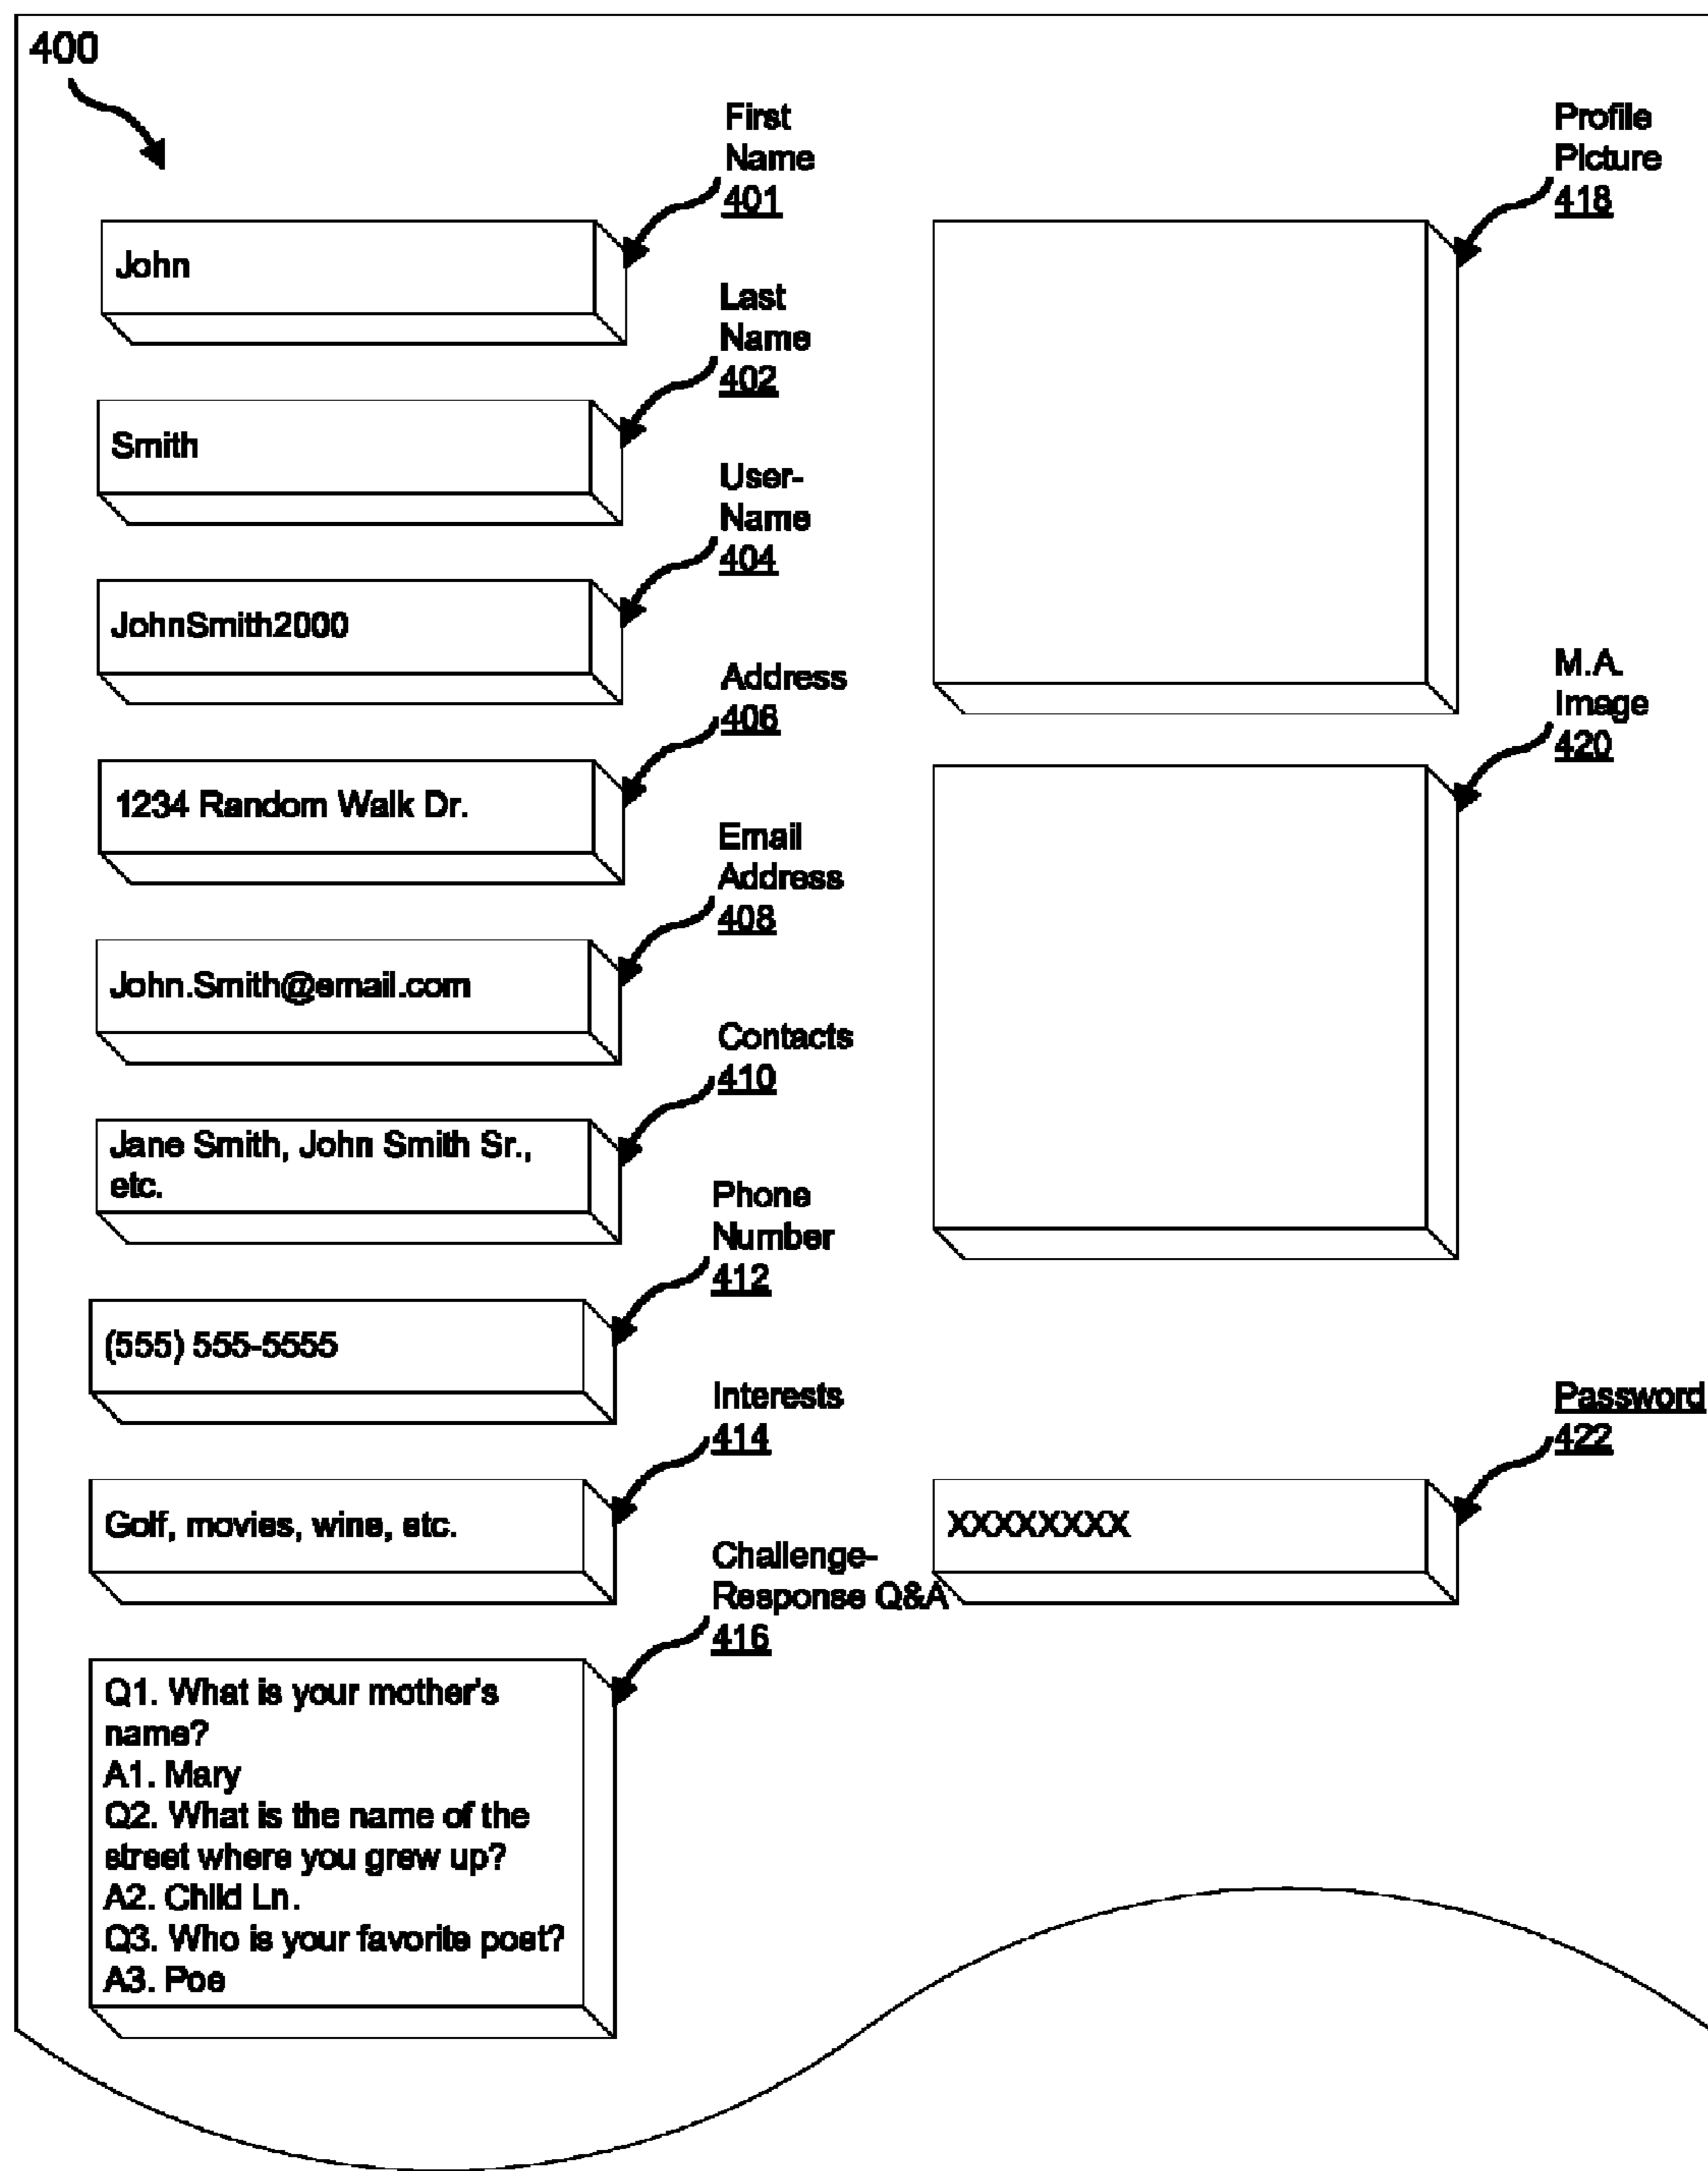 400
First
Name
401
John
Last
Name
402
Smith
User-
Name
404
JohnSmith2000
Address
406
1234 Random Walk Dr.
Email
Address
408
John.Smith@email.com
Contacts
410
Jane Smith, John Smith Sr.,
etc.
Phone
Number
412
(555) 555-5555
Interests
414
Golf, movies, wine, etc.
Challenge-
Response Q&A
416
Q1. What is your mother's
name?
A1. Mary
Q2. What is the name of the
street where you grew up?
A2. Child Ln.
Q3. Who is your favorite poet?
A3. Poe
Profile
Picture
418
M.A.
Image
420
Password
422
XXXXXXXX